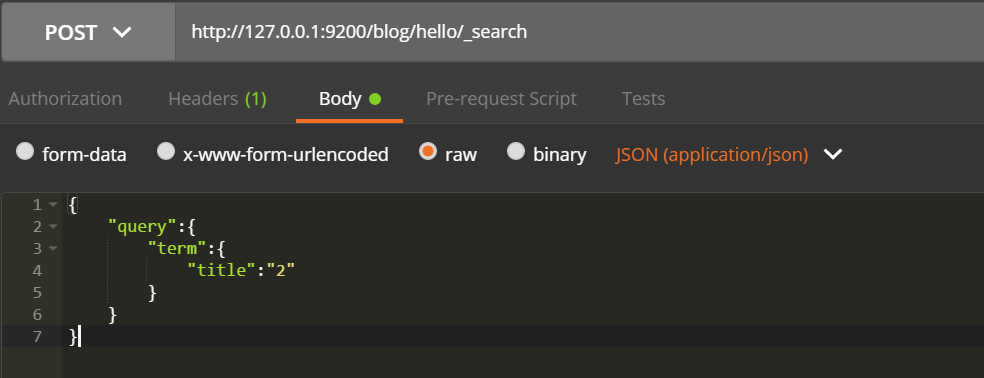 POST http://127.0.0.1:9200/blog/hello/_search
Authorization Headers (1) Body Pre-request Script Tests
form-data x-www-form-urlencoded raw binary JSON (application/json)
1 {
2 "query":{
3 "term":{
4 "title":"2"
5 }
6 }
7 }